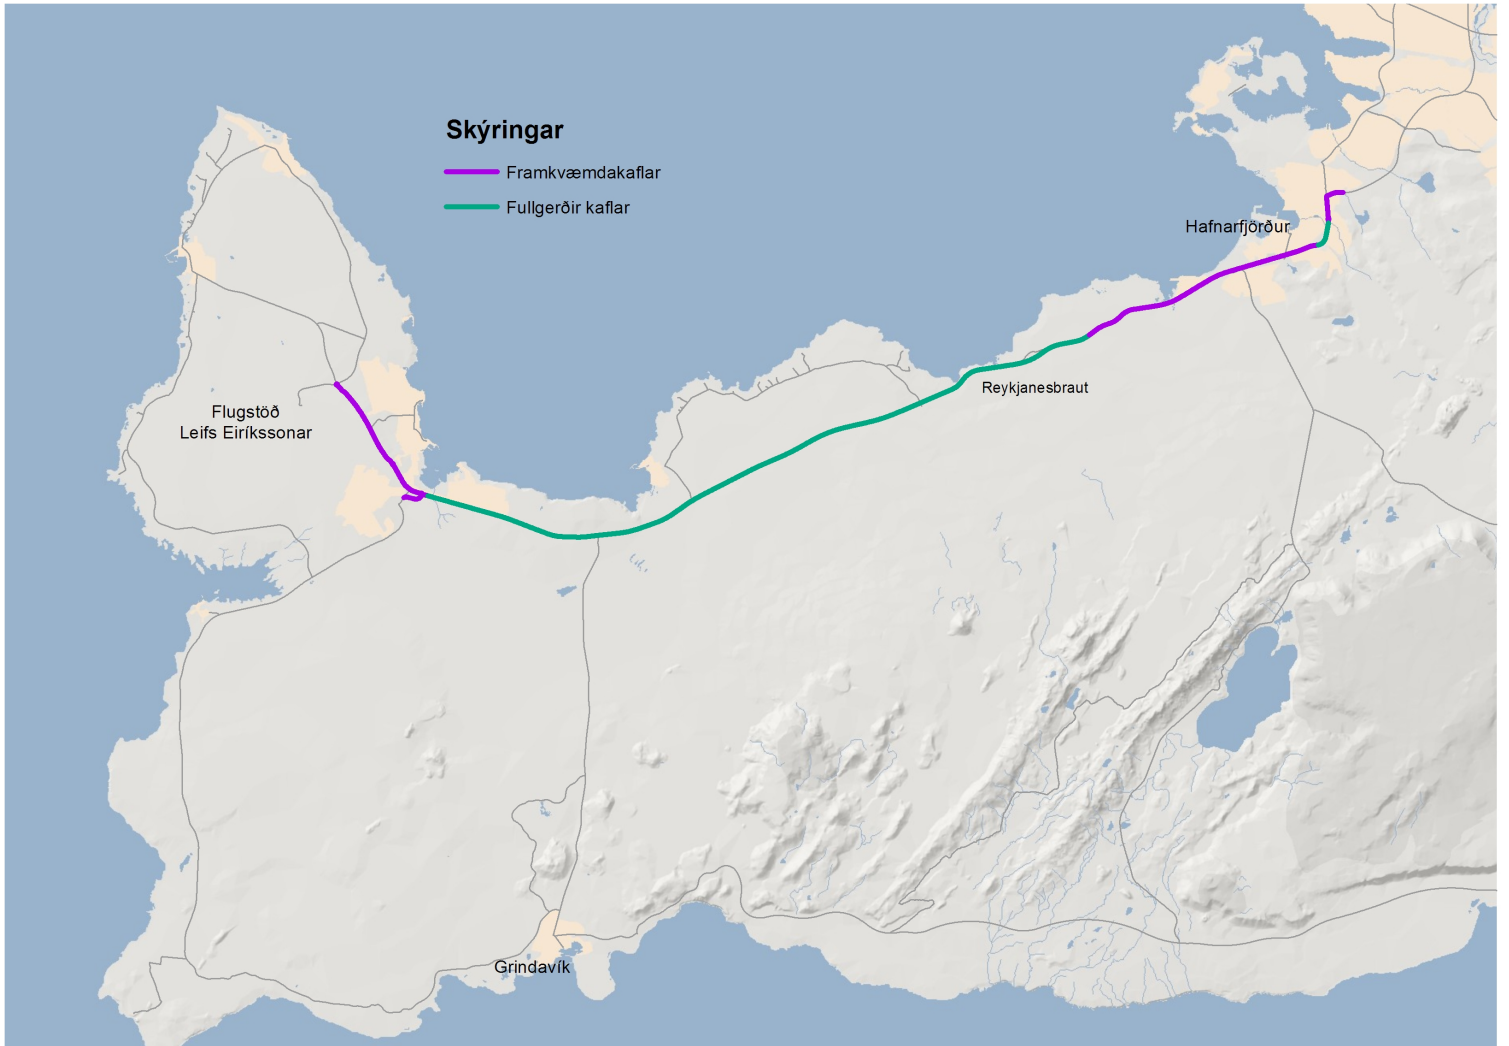 Skýringar
Framkvæmdakaflar
Fullgerðir kaflar
Hafnarfjörður
Reykjanesbraut
Flugstöð
Leifs Eiríkssonar
Grindavík